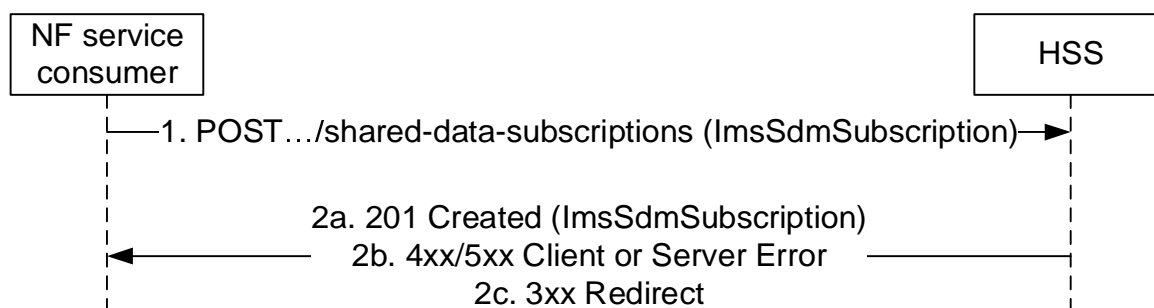 NF service
consumer
HSS
1. POST…/shared-data-subscriptions (ImsSdmSubscription)
2a. 201 Created (ImsSdmSubscription)
2b. 4xx/5xx Client or Server Error
2c. 3xx Redirect